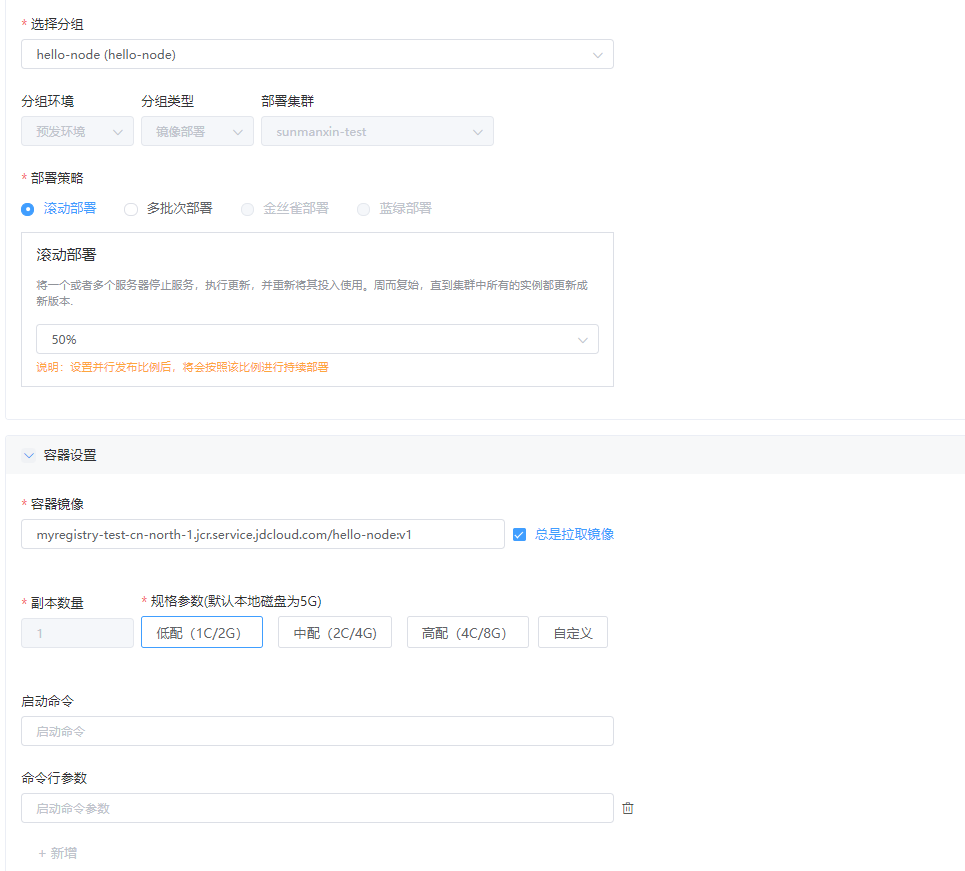 * 选择分组
hello-node (hello-node)
分组环境 分组类型 部署集群
预发环境 镜像部署 sunmanxin-test
* 部署策略
滚动部署 多批次部署 金丝雀部署 蓝绿部署
滚动部署
将一个或者多个服务器停止服务，执行更新，并重新将其投入使用。周而复始，直到集群中所有的实例都更新成
新版本.
50%
说明：设置并行发布比例后，将会按照该比例进行持续部署
容器设置
* 容器镜像
myregistry-test-cn-north-1.jcr.service.jdcloud.com/hello-node:v1 总是拉取镜像
* 副本数量 * 规格参数(默认本地磁盘为5G)
1 低配（1C/2G） 中配（2C/4G) 高配（4C/8G） 自定义
启动命令
启动命令
命令行参数
启动命令参数
+ 新增